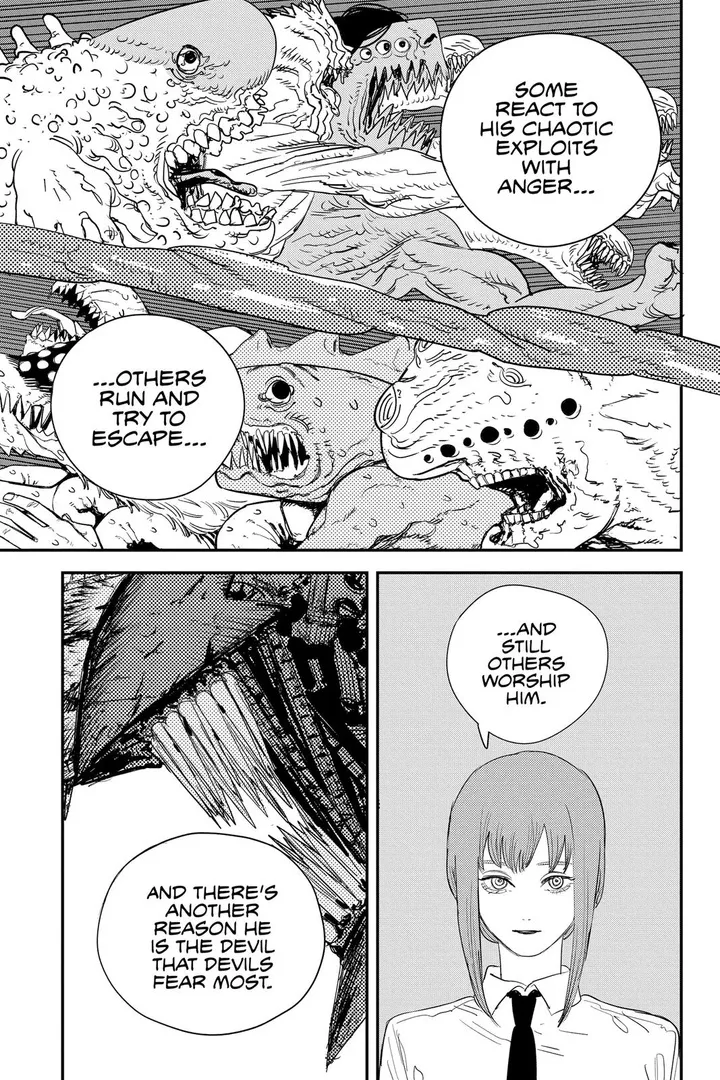 SOME
REACT TO
HIS CHAOTIC
EXPLOITS
WITH
ANGER...
...OTHERS
RUN AND
TRY TO
ESCAPE...
...AND
STILL
OTHERS
WORSHIP
HIM.
AND THERE'S
ANOTHER
REASON HE
IS THE DEVIL
THAT DEVILS
FEAR MOST.